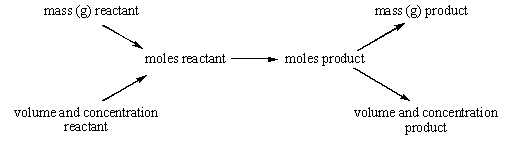 mass (g) reactant
mass (g) product
moles reactant
moles product
volume and concentration
reactant
volume and concentration
product